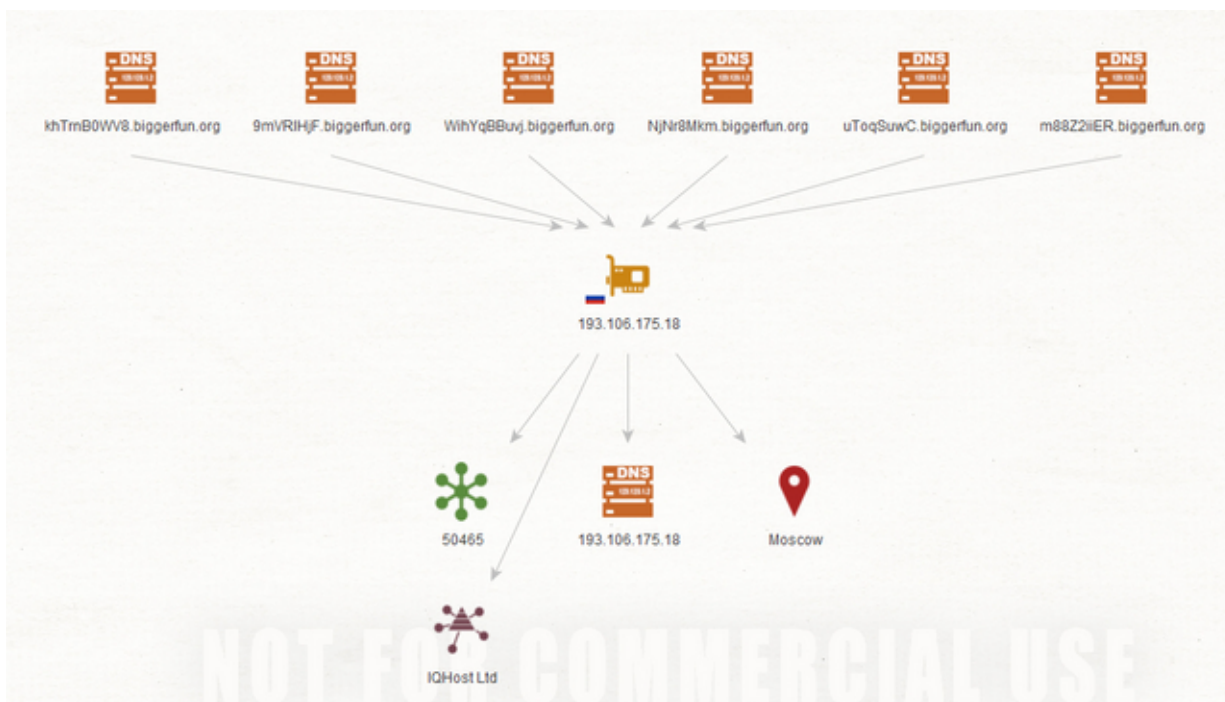 DNS DNS DNS DNS DNS DNS
khTmB0WV8.biggerfun.org 9mVRIHjF.biggerfun.org WihYqBBuvj.biggerfun.org NjNr8Mkm.biggerfun.org uToqSuwC.biggerfun.org m88Z2iiER.biggerfun.org
193.106.175.18
DNS
50465 193.106.175.18 Moscow
IQHost Ltd
NOT FOR COMMERCIAL USE